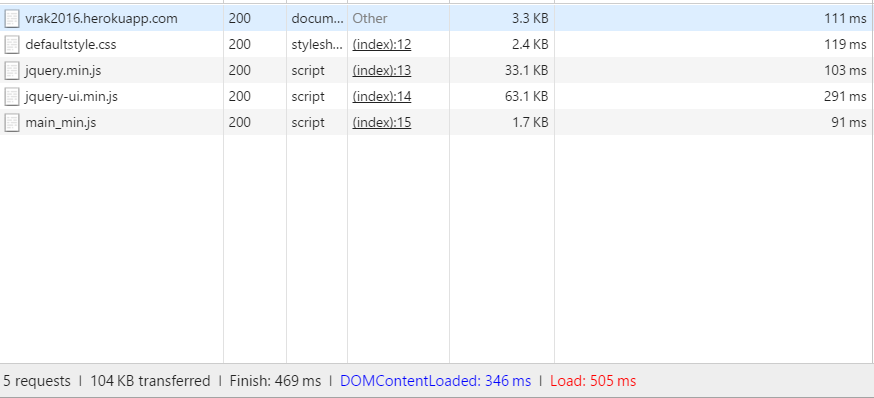 vrak2016.herokuapp.com 200 docum... Other 3.3 KB 111 ms
defaultstyle.css 200 stylesh... (index):12 2.4 KB 119 ms
jquery.min.js 200 script (index):13 33.1 KB 103 ms
jquery-ui.min.js 200 script (index):14 63.1 KB 291 ms
main_min.js 200 script (index):15 1.7 KB 91 ms
5 requests | 104 KB transferred | Finish: 469 ms | DOMContentLoaded: 346 ms | Load: 505 ms